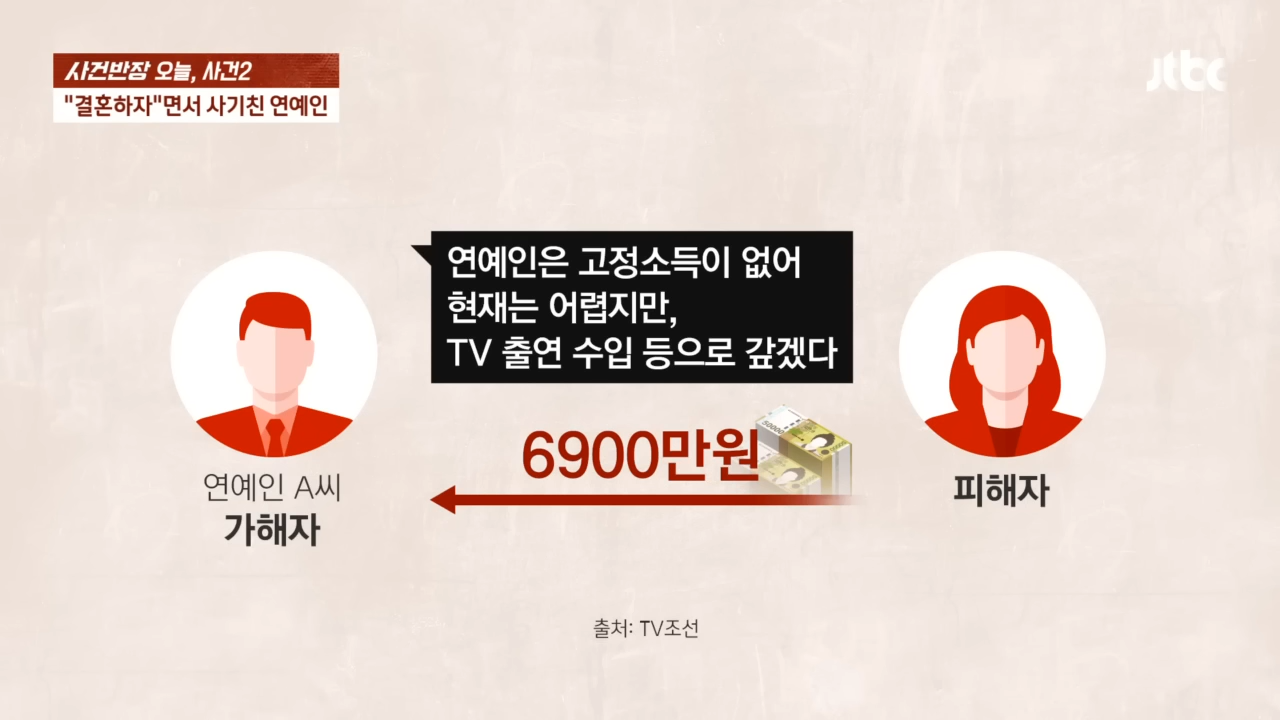 사건반장 오늘, 사건2
"결혼하자"면서 사기친 연예인
jtbc
연예인은 고정소득이 없어
현재는 어렵지만,
TV 출연 수입 등으로 갚겠다
6900만원
50000
연예인 A씨
가해자
피해자
출처: TV조선